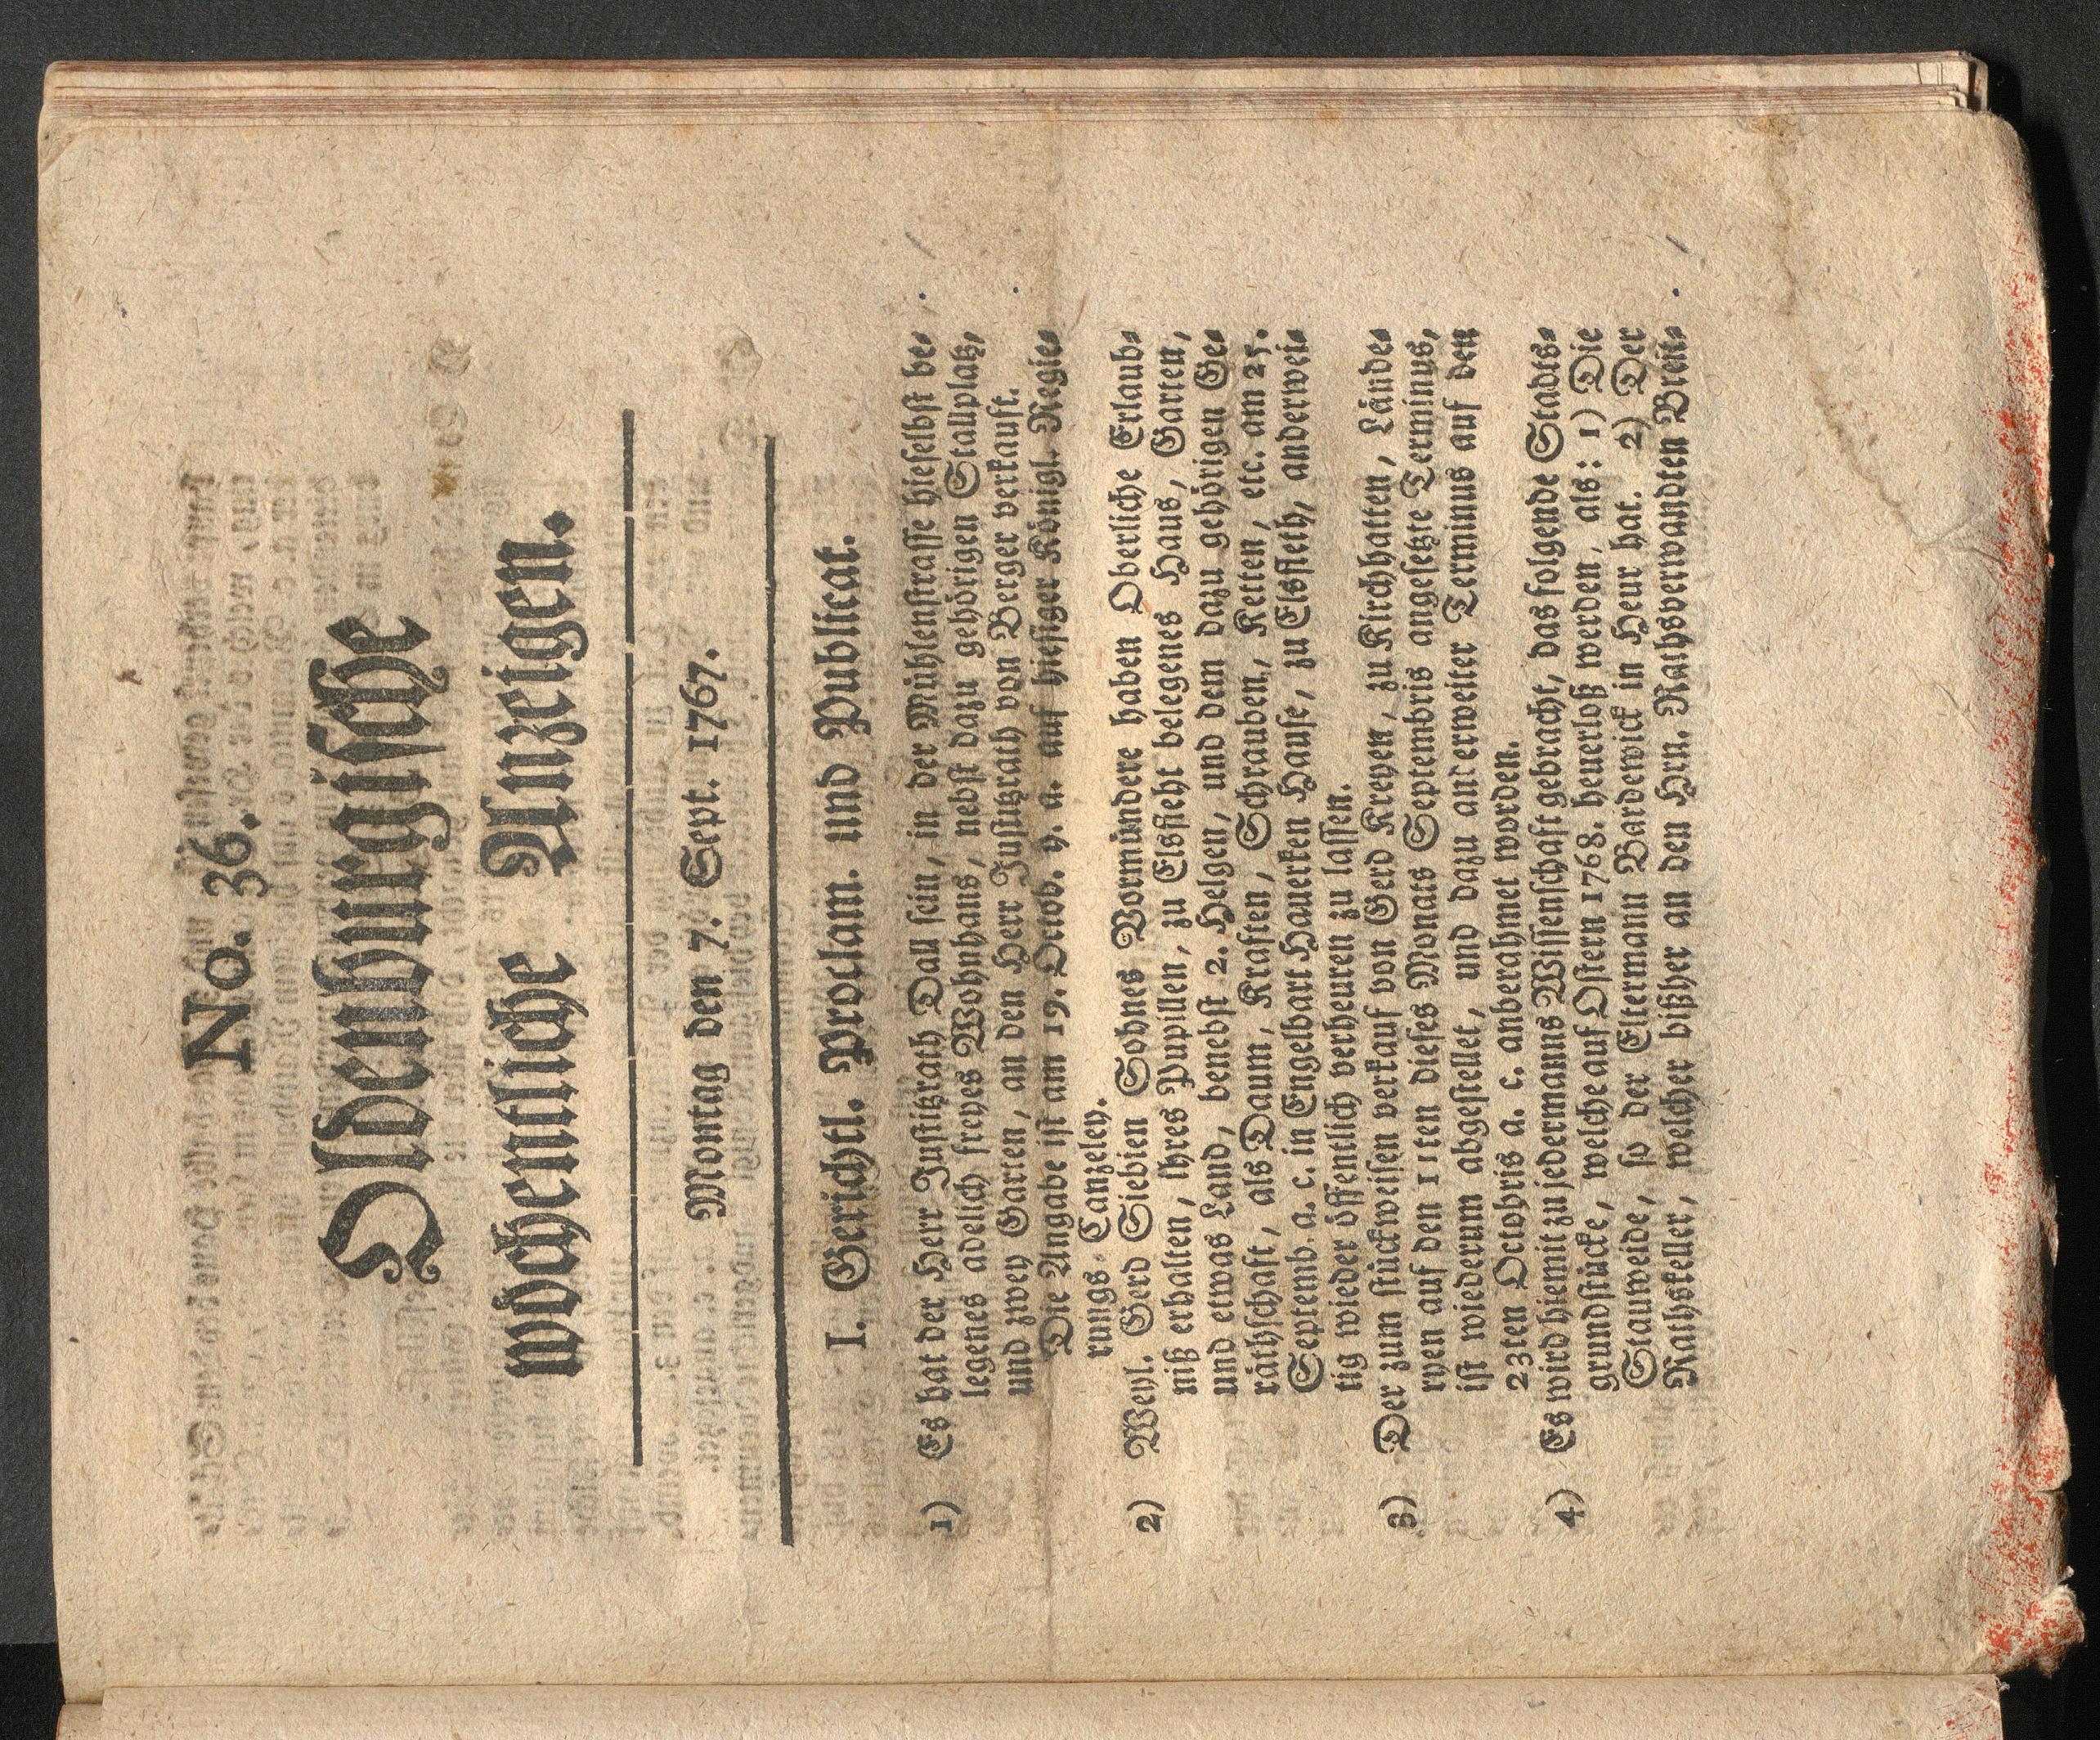 No. 36.
Oldenburgische
wöchentliche Anzeigen.
Montag den 7. Sept. 1767.
I. Gerichtl. Proclam. und Publicat.
1) Es hat der Herr Justitzrath Dall sein, in der Mühlenstrasse hieselbst be-
legenes adelich freyes Wohnhaus, nebst dazu gehörigen Stallplatz,
und zwey Garten, an den Herr Justitzrath von Berger verkauft.
Die Angabe ist am 19. Octob. h. a. auf hiesiger Königl. Regie-
rungs-Canzeley.
2) Weyl. Gerd Siebien Sohnes Vormündere haben Oberliche Erlaub-
niß erhalten, ihres Pupillen, zu Elsfleht belegenes Haus, Garten,
und etwas Land, benebst 2. Helgen, und dem dazu gehörigen Ge-
räthschaft, als Daum, Kraften, Schrauben, Ketten, etc. am 25.
Septemb. a. c. in Engelbart Hauerken Hause, zu Elsfleth, anderwei-
tig wieder öffentlich verheuren zu lassen.
3) Der zum stückweisen verkauf von Gerd Kreyen, zu Kirchhatten, Lände-
ryen auf den 11ten dieses Monats Septembris angesetzte Terminus,
ist wiederum abgestellet, und dazu anderweiter Terminus auf den
23ten Octobris a. c. anberahmet worden.
4) Es wird hiemit zu jedermanns Wissenschaft gebracht, das folgende Stadts-
grundstücke, welche auf Ostern 1768. heuerloß werden, als: 1) Die
Stauweide, so der Eltermann Bardewick in Heur hat. 2) Der
Rathskeller, welcher bißher an den Hrn. Rathsverwandten Breit-